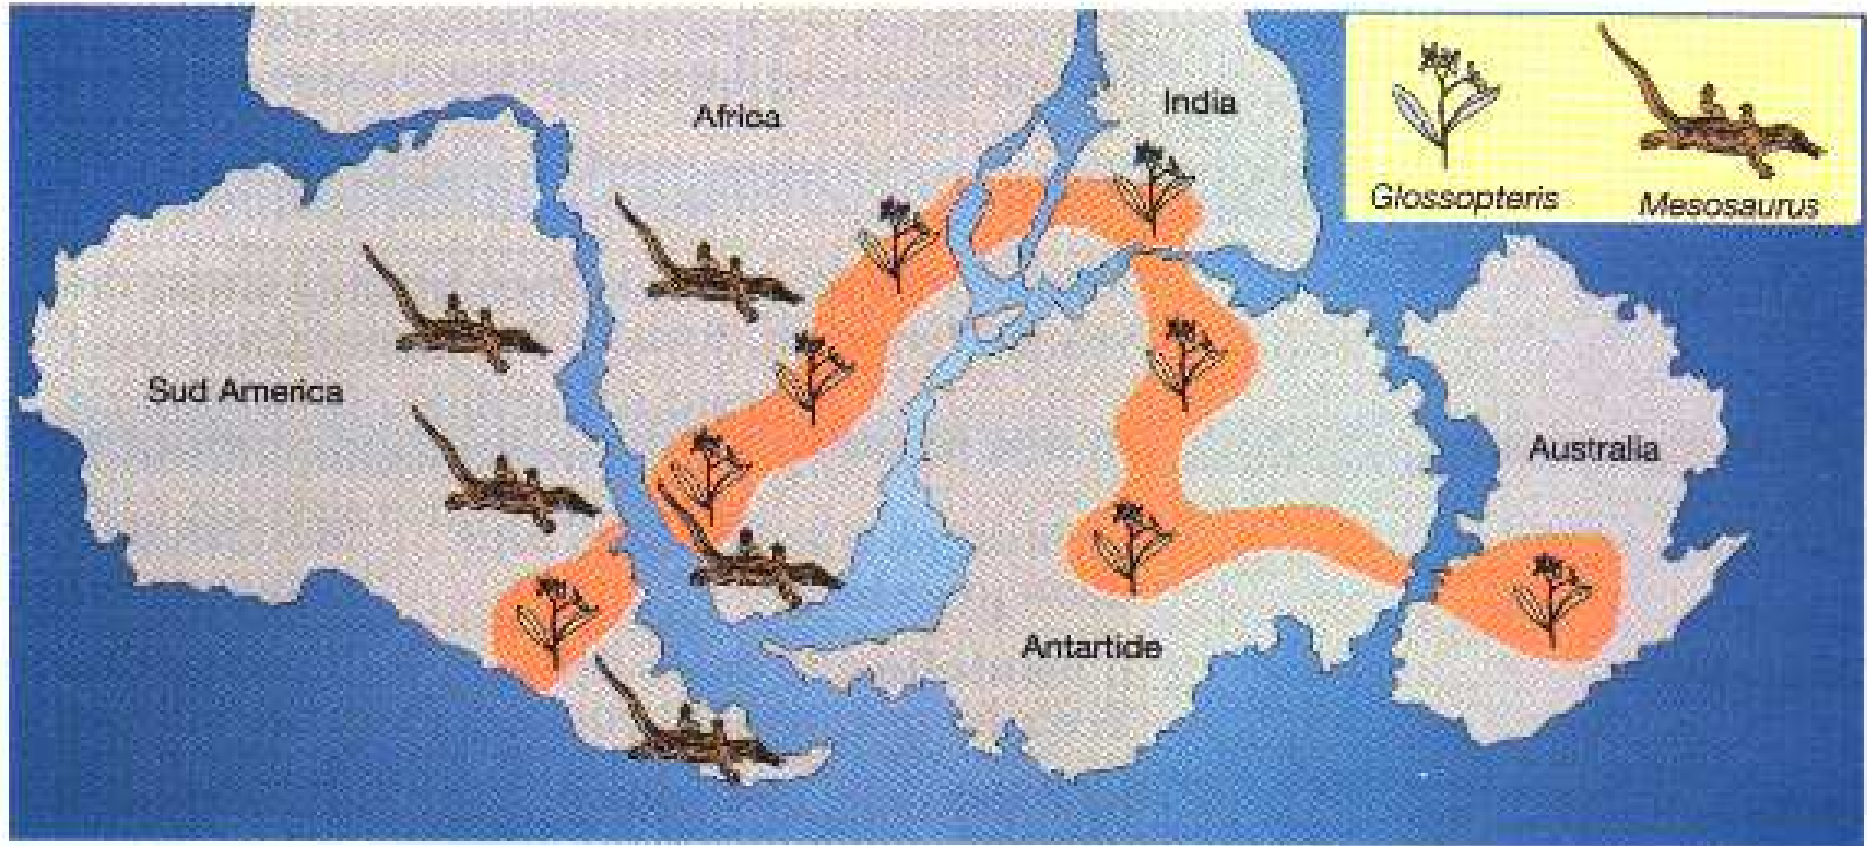 Africa
India
Glossopteris
Mesosaurus
Sud America
Australia
Antartide